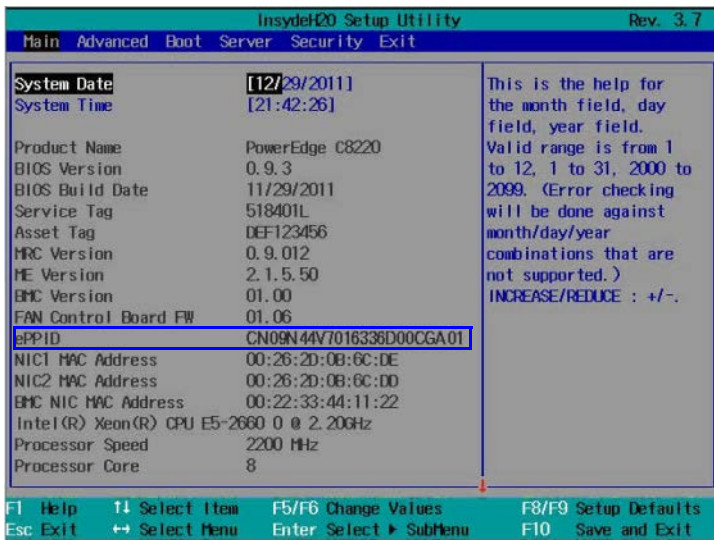 InsydeH20 Setup Utility Rev. 3.7
Main Advanced Boot Server Security Exit
System Date [12/29/2011]
System Time [21:42:26]
Product Name PowerEdge C8220
BIOS Version 0.9.3
BIOS Build Date 11/29/2011
Service Tag 518401L
Asset Tag DEF123456
MRC Version 0.9.012
ME Version 2.1.5.50
BMC Version 01.00
FAN Control Board FW 01.06
ePPID CN09N44V7016336D00CGA01
NIC1 MAC Address 00:26:2D:0B:6C:DE
NIC2 MAC Address 00:26:2D:0B:6C:DD
BMC NIC MAC Address 00:22:33:44:11:22
Intel(R) Xeon(R) CPU E5-2660 0 @ 2.20GHz
Processor Speed 2200 MHz
Processor Core 8
This is the help for
the month field, day
field, year field.
Valid range is from 1
to 12, 1 to 31, 2000 to
2099. (Error checking
will be done against
month/day/year
combinations that are
not supported.)
INCREASE/REDUCE : +/-.
F1 Help ↑↓ Select Item F5/F6 Change Values F8/F9 Setup Defaults
Esc Exit ↔ Select Menu Enter Select ▶ SubMenu F10 Save and Exit